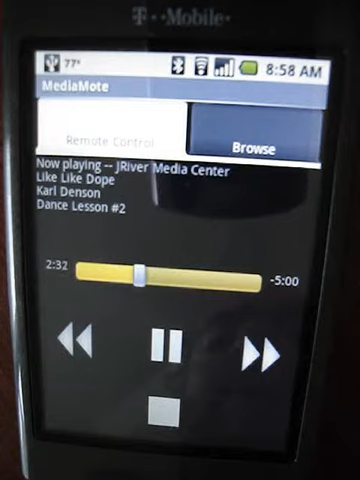 T··Mobile·
77°
8:58 AM
MediaMote
Remote Control
Browse
Now playing -- JRiver Media Center
Like Like Dope
Karl Denson
Dance Lesson #2
2:32
-5:00